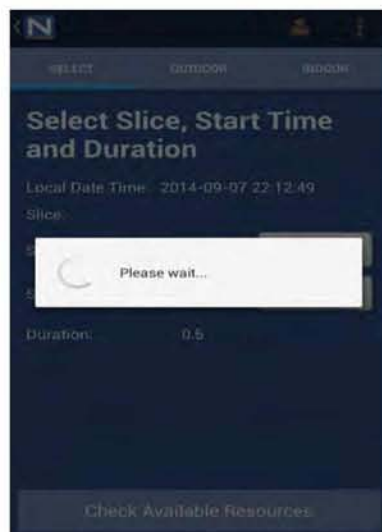 N
SELECT OUTDOOR INDOOR
Select Slice, Start Time
and Duration
Local Date Time: 2014-09-07 22:12:49
Slice:
S
Please wait...
S
Duration: 0.5
Check Available Resources